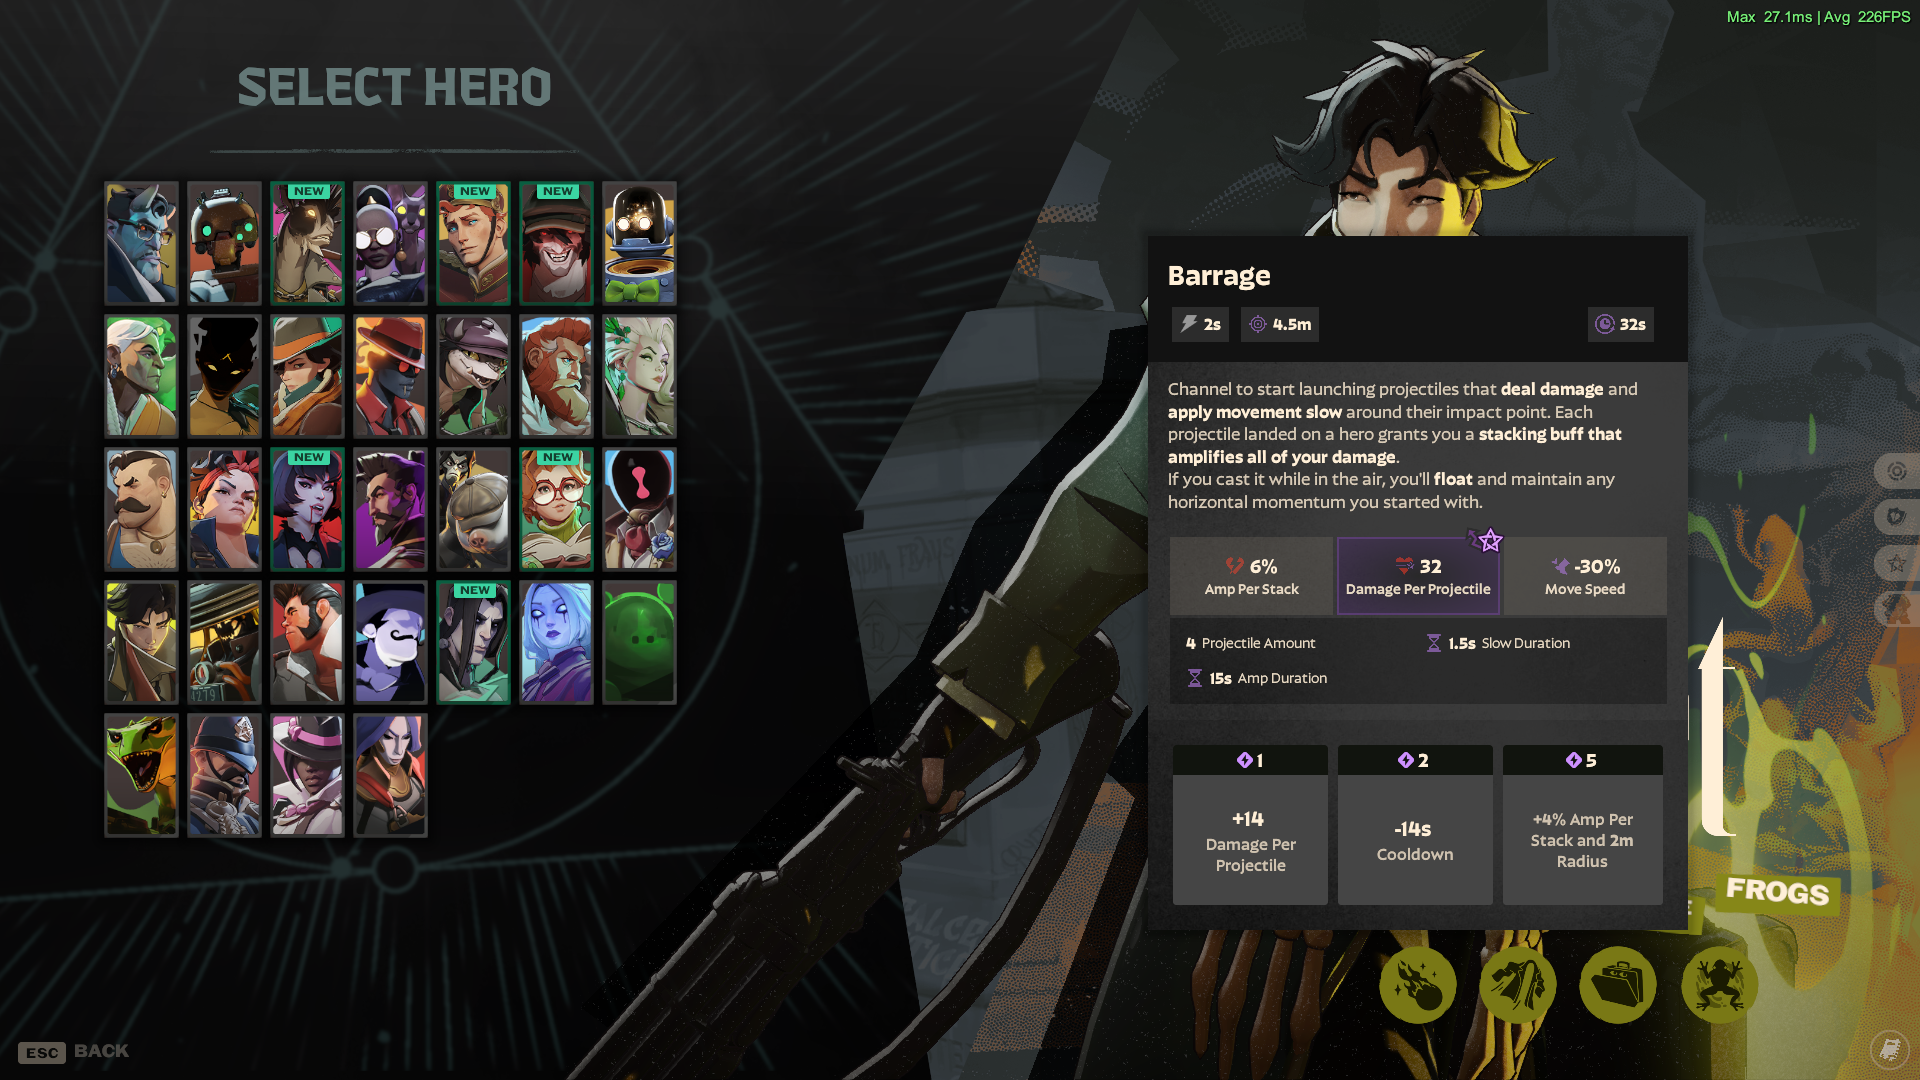 Max 27.1ms | Avg 226FPS
SELECT HERO
NEW
NEW
NEW
NEW
NEW
NEW
1279
Barrage
2s
4.5m
32s
Channel to start launching projectiles that deal damage and
apply movement slow around their impact point. Each
projectile landed on a hero grants you a stacking buff that
amplifies all of your damage.
If you cast it while in the air, you'll float and maintain any
horizontal momentum you started with.
6%
Amp Per Stack
32
Damage Per Projectile
-30%
Move Speed
4 Projectile Amount
1.5s Slow Duration
15s Amp Duration
1
+14
Damage Per
Projectile
2
-14s
Cooldown
5
+4% Amp Per
Stack and 2m
Radius
FROGS
ESC BACK